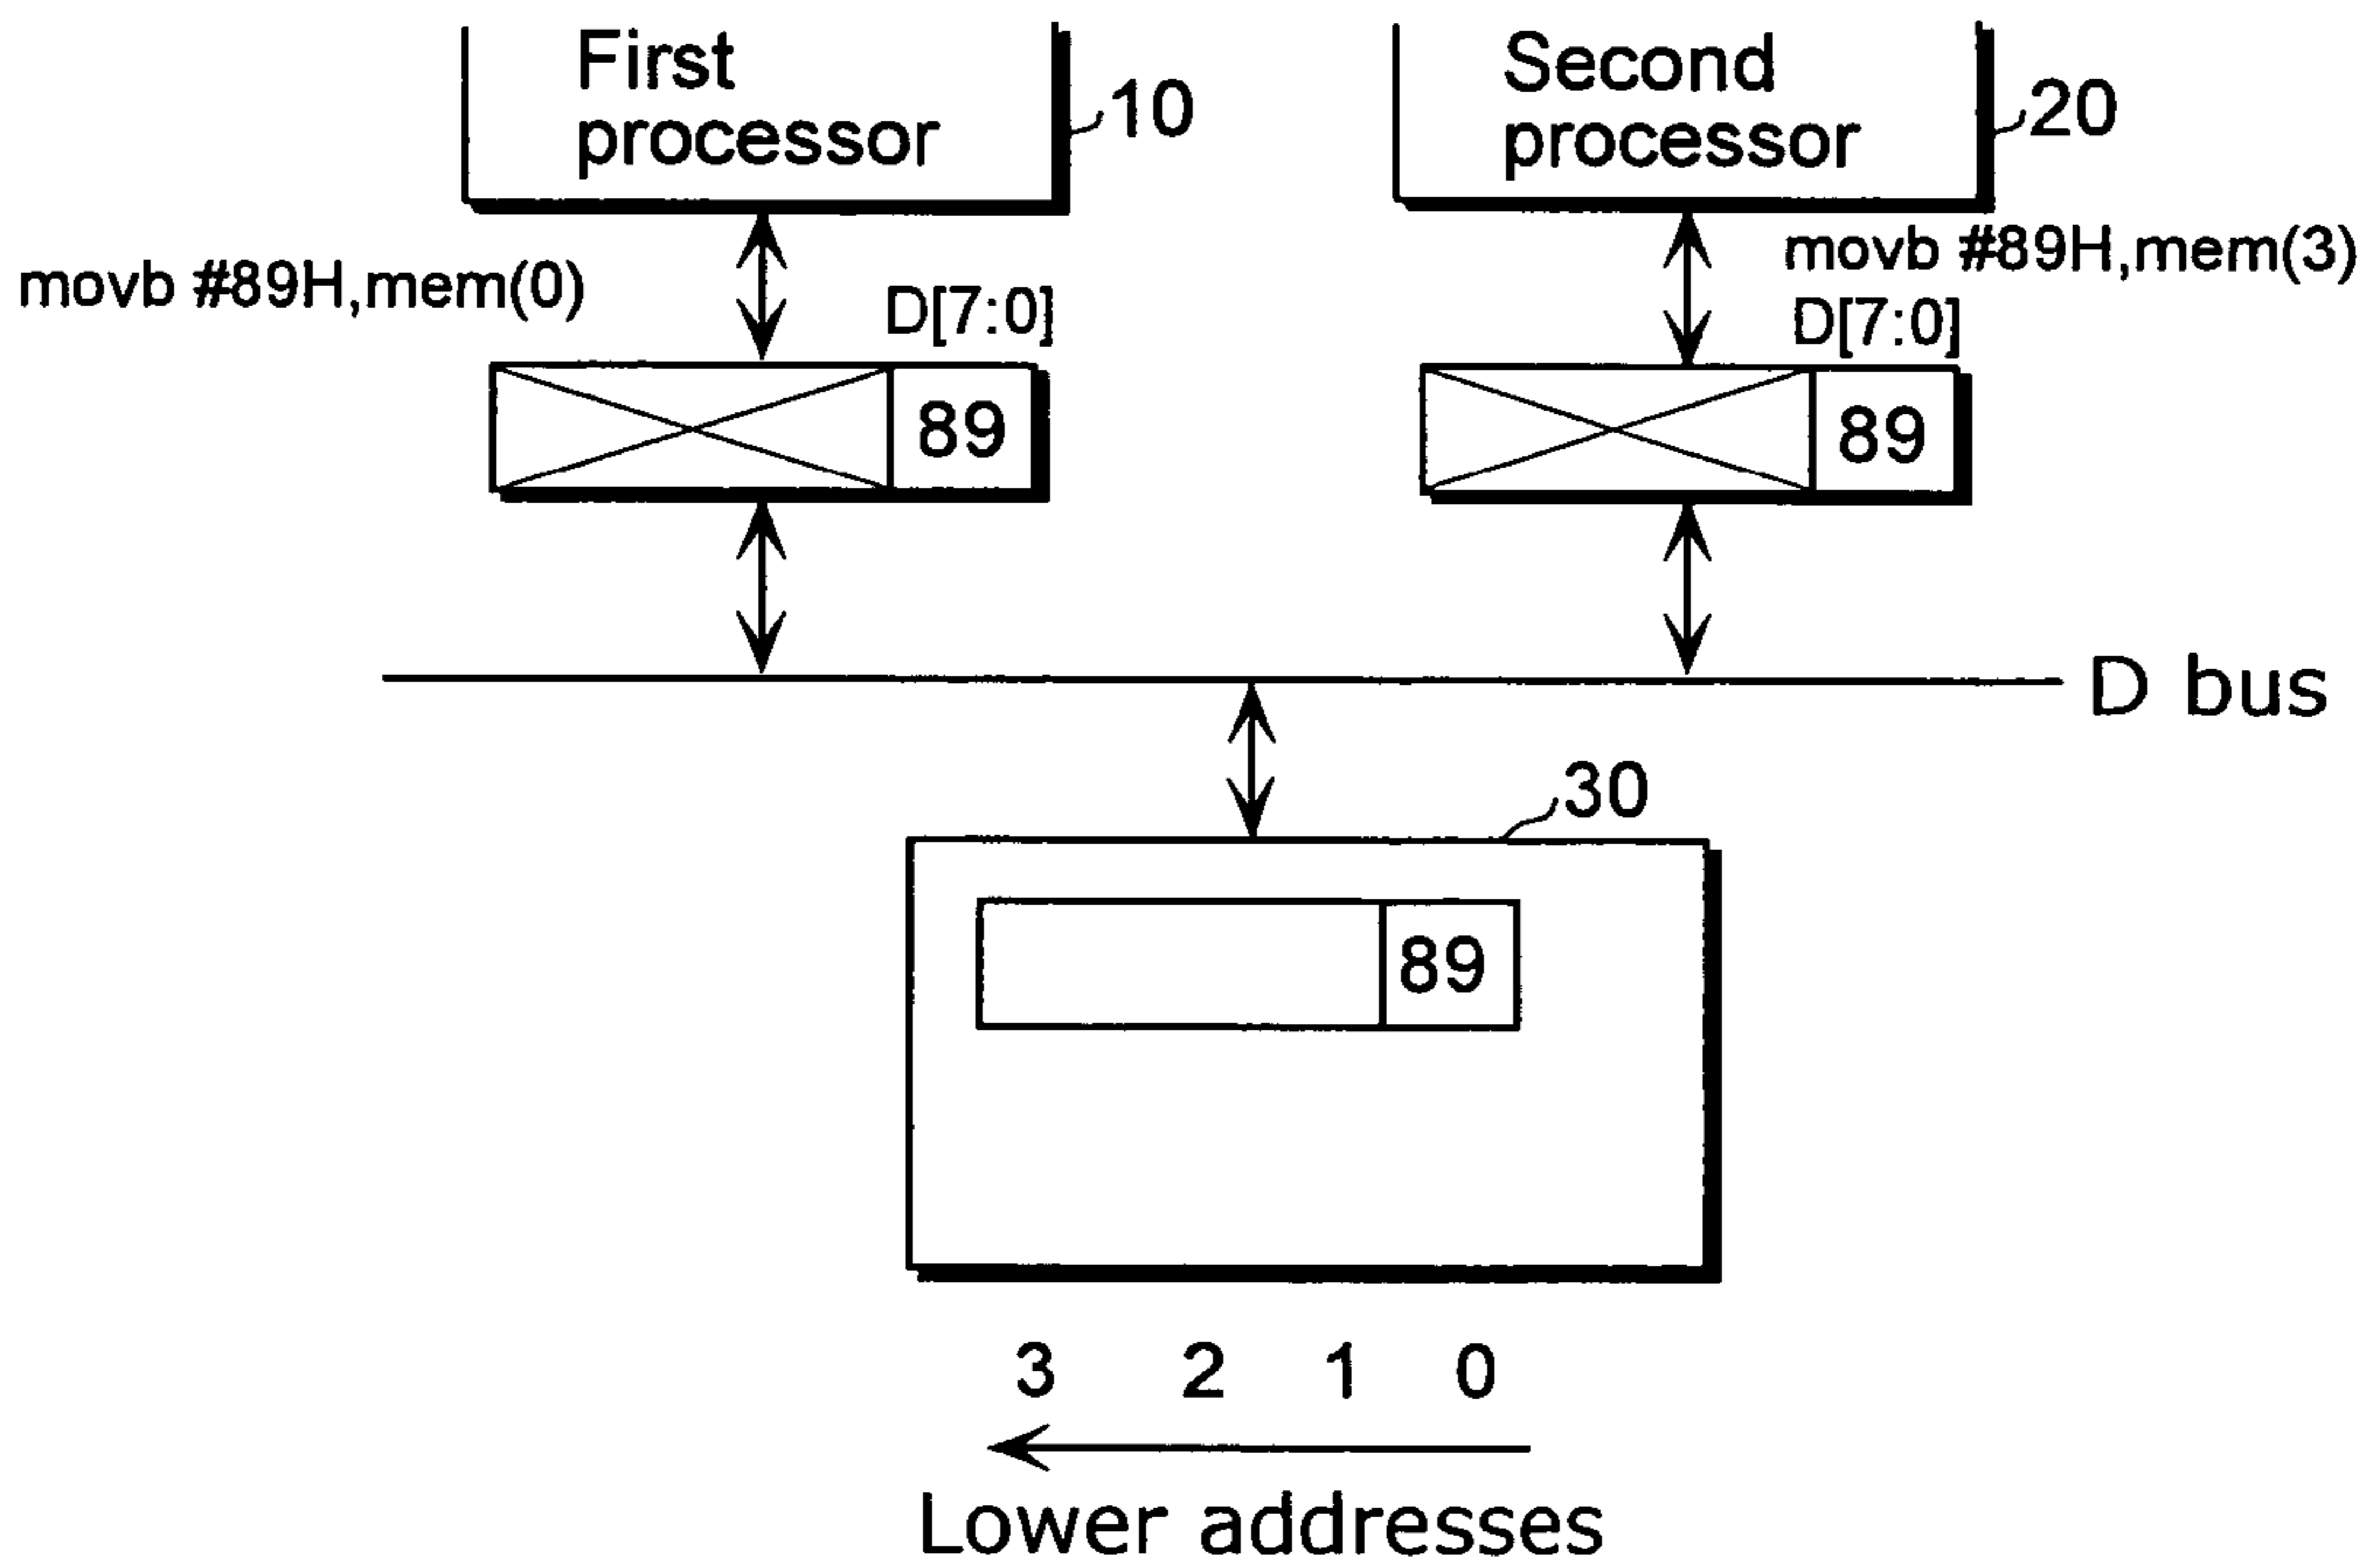 First
processor
10
Second
processor
20
movb #89H,mem(0)
D[7:0]
movb #89H,mem(3)
D[7:0]
89
89
D bus
30
89
3 2 1 0
Lower addresses